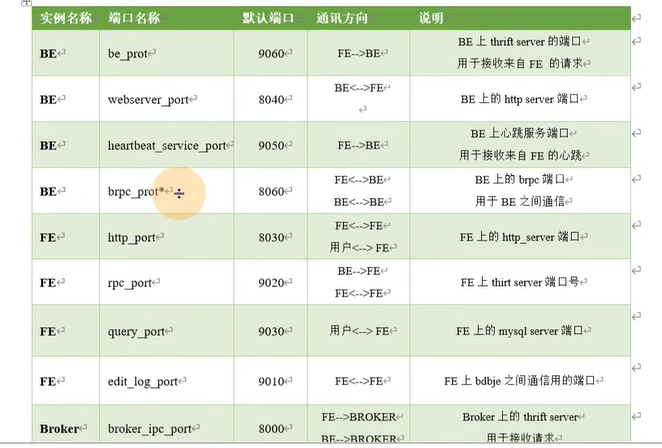 实例名称 端口名称 默认端口 通讯方向 说明
BE be_prot 9060 FE-->BE BE 上 thrift server 的端口
用于接收来自 FE 的请求
BE webserver_port 8040 BE<-->FE BE 上的 http server 端口
BE heartbeat_service_port 9050 FE-->BE BE 上心跳服务端口
用于接收来自 FE 的心跳
BE brpc_prot* 8060 FE<-->BE BE 上的 brpc 端口
BE<-->BE 用于 BE 之间通信
FE http_port 8030 FE<-->FE FE 上的 http_server 端口
用户<--> FE
FE rpc_port 9020 BE-->FE FE 上 thirt server 端口号
FE<-->FE
FE query_port 9030 用户<--> FE FE 上的 mysql server 端口
FE edit_log_port 9010 FE<-->FE FE 上 bdbje 之间通信用的端口
Broker broker_ipc_port 8000 FE-->BROKER Broker 上的 thrift server
BE-->BROKER 用于接收请求